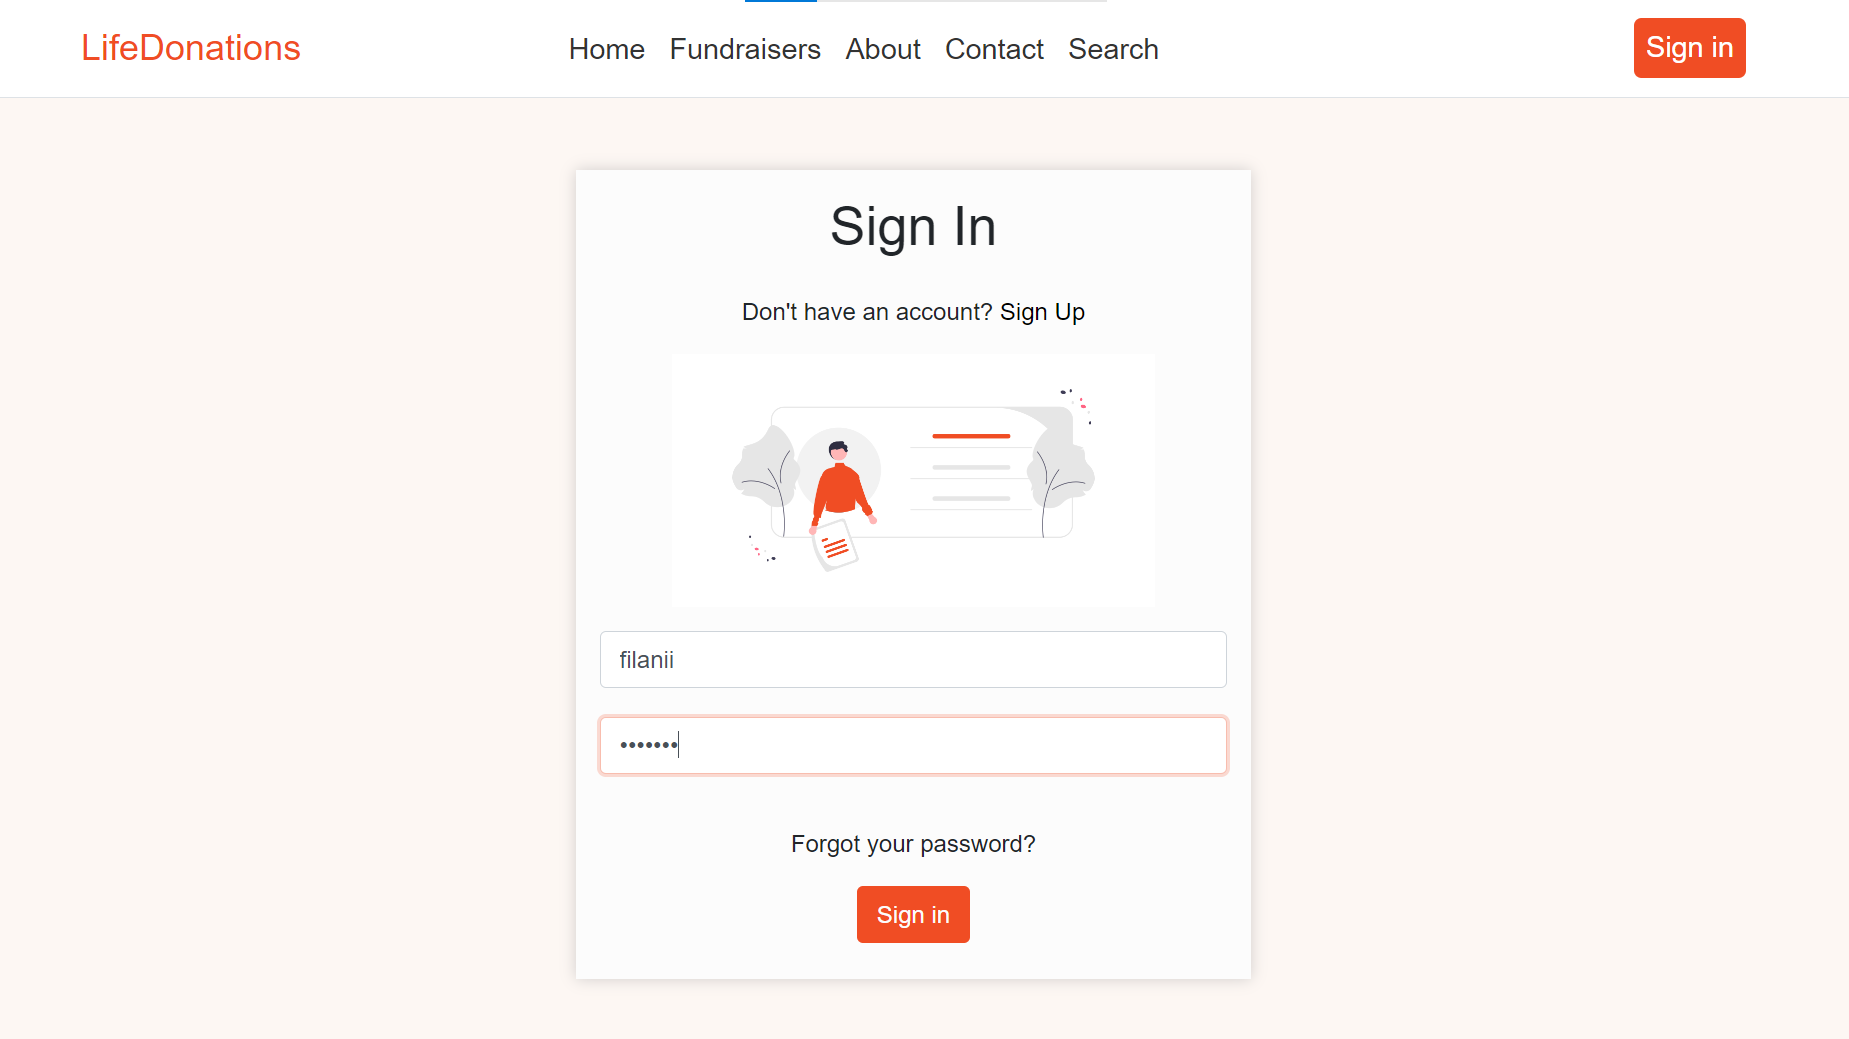 LifeDonations
Home Fundraisers About Contact Search
Sign in
Sign In
Don't have an account? Sign Up
filanii
•••••••
Forgot your password?
Sign in